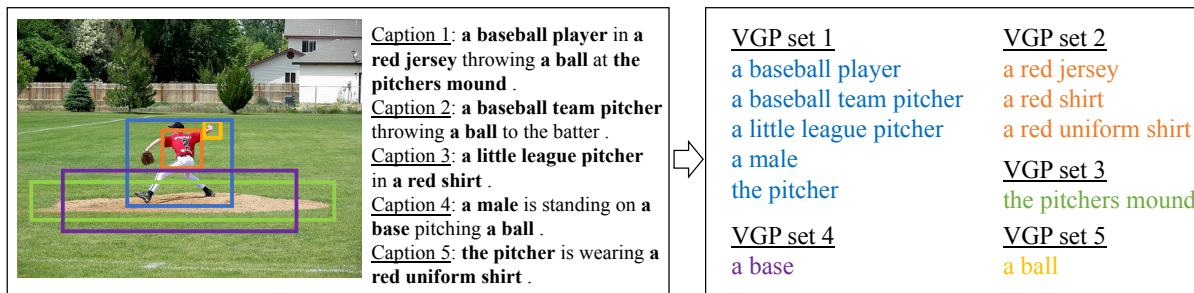 Caption 1: a baseball player in a
red jersey throwing a ball at the
pitchers mound .
Caption 2: a baseball team pitcher
throwing a ball to the batter .
Caption 3: a little league pitcher
in a red shirt .
Caption 4: a male is standing on a
base pitching a ball .
Caption 5: the pitcher is wearing a
red uniform shirt .
VGP set 1
a baseball player
a baseball team pitcher
a little league pitcher
a male
the pitcher
VGP set 2
a red jersey
a red shirt
a red uniform shirt
VGP set 3
the pitchers mound
VGP set 4
a base
VGP set 5
a ball